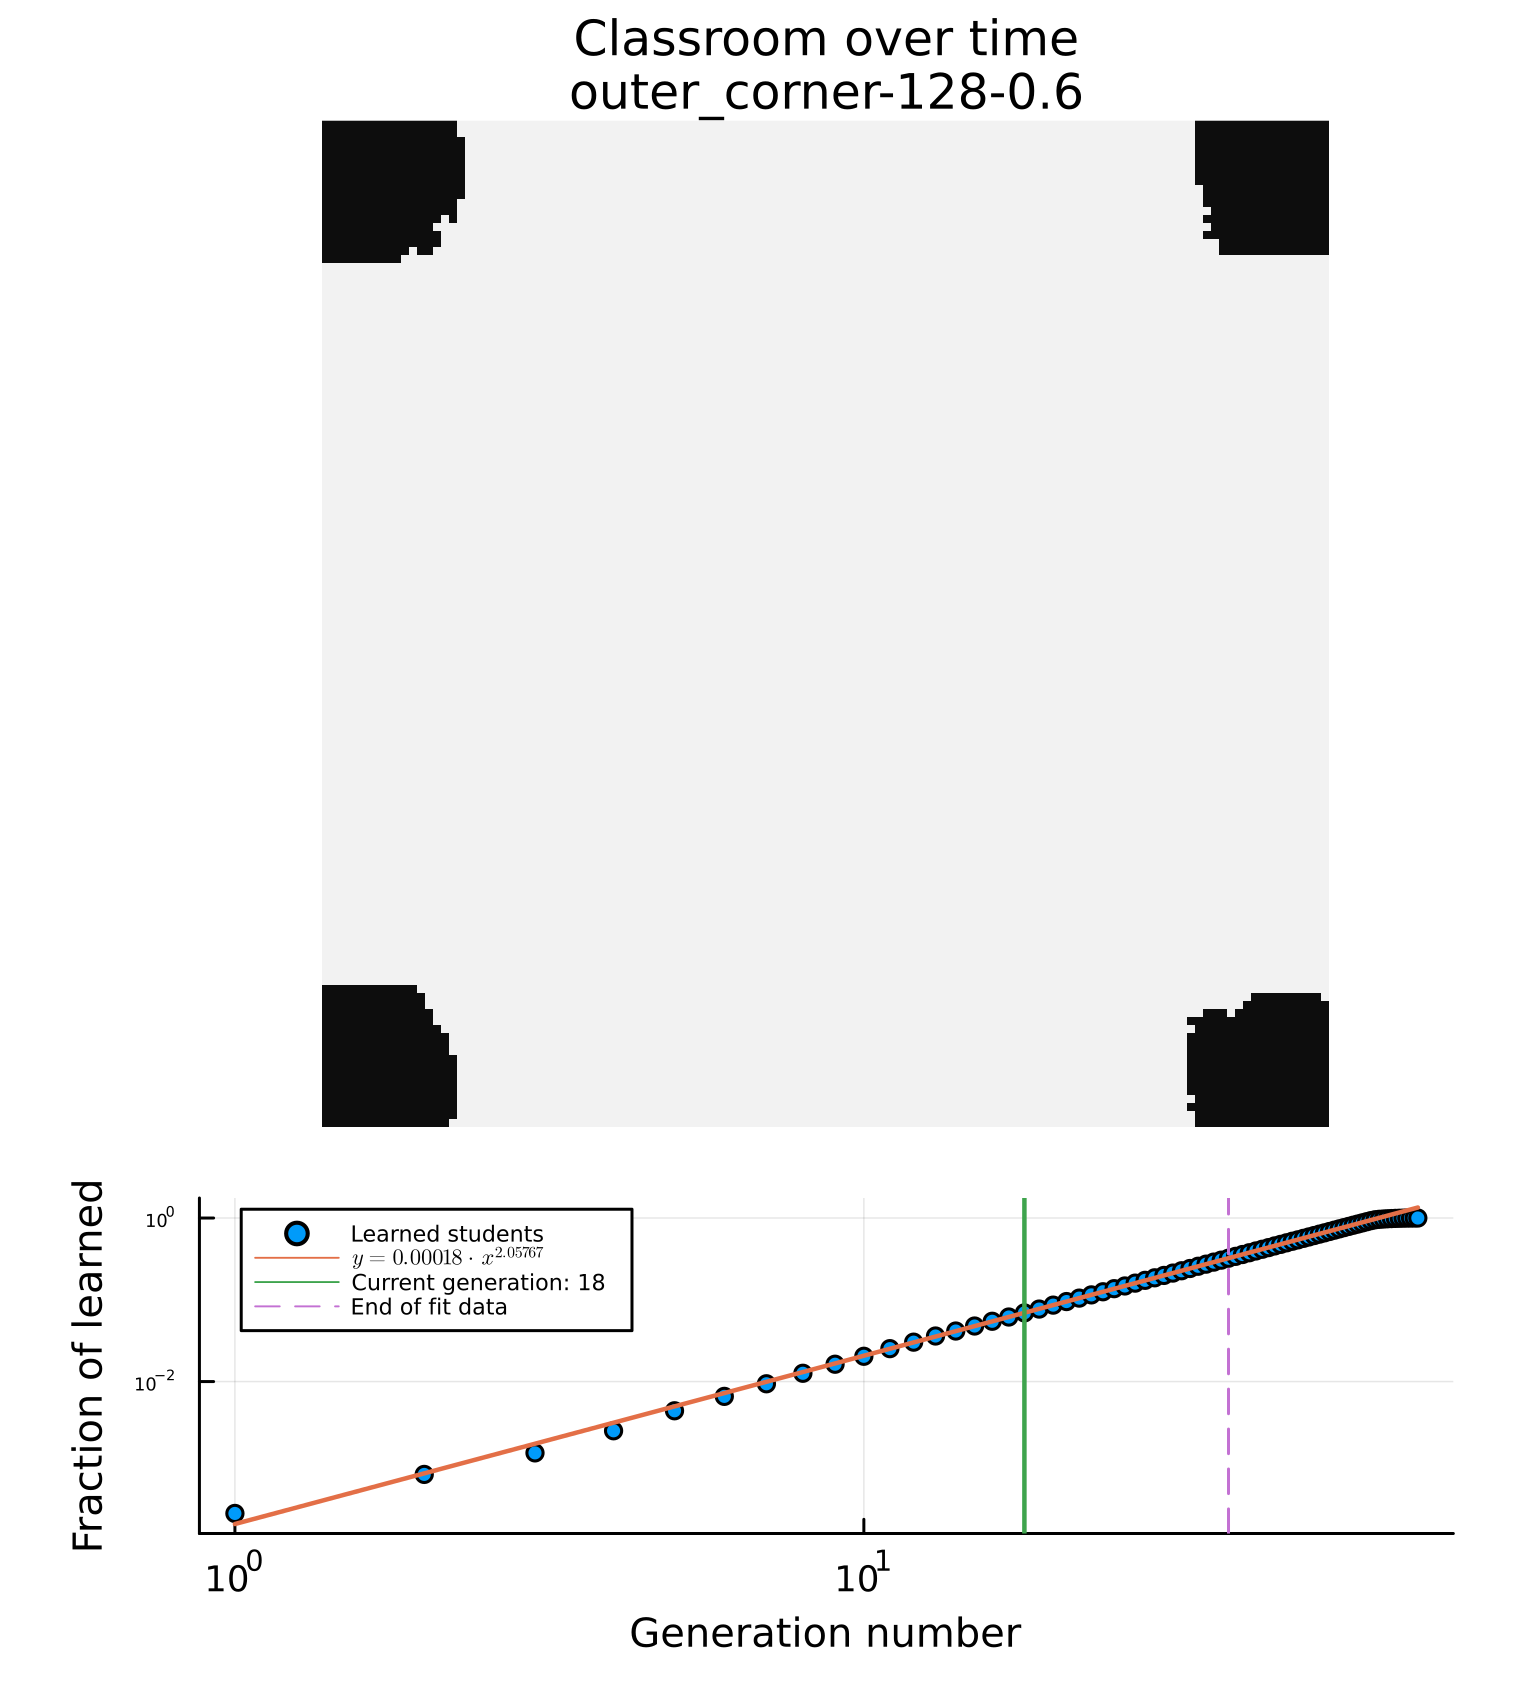 Classroom over time
outer_corner-128-0.6
Fraction of learned
10^0
10^-2
Learned students
y = 0.00018 · x^2.05767
Current generation: 18
End of fit data
10^0
10^1
Generation number